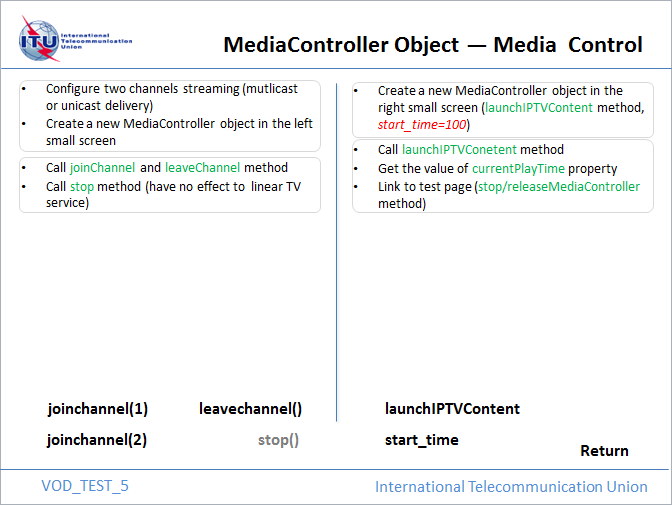 ITU
International
Telecommunication
Union
MediaController Object — Media Control
• Configure two channels streaming (mutlicast
or unicast delivery)
• Create a new MediaController object in the left
small screen
• Call joinChannel and leaveChannel method
• Call stop method (have no effect to linear TV
service)
• Create a new MediaController object in the
right small screen (launchIPTVContent method,
start_time=100)
• Call launchIPTVConetent method
• Get the value of currentPlayTime property
• Link to test page (stop/releaseMediaController
method)
joinchannel(1) leavechannel()
joinchannel(2) stop()
launchIPTVContent
start_time
Return
VOD_TEST_5
International Telecommunication Union